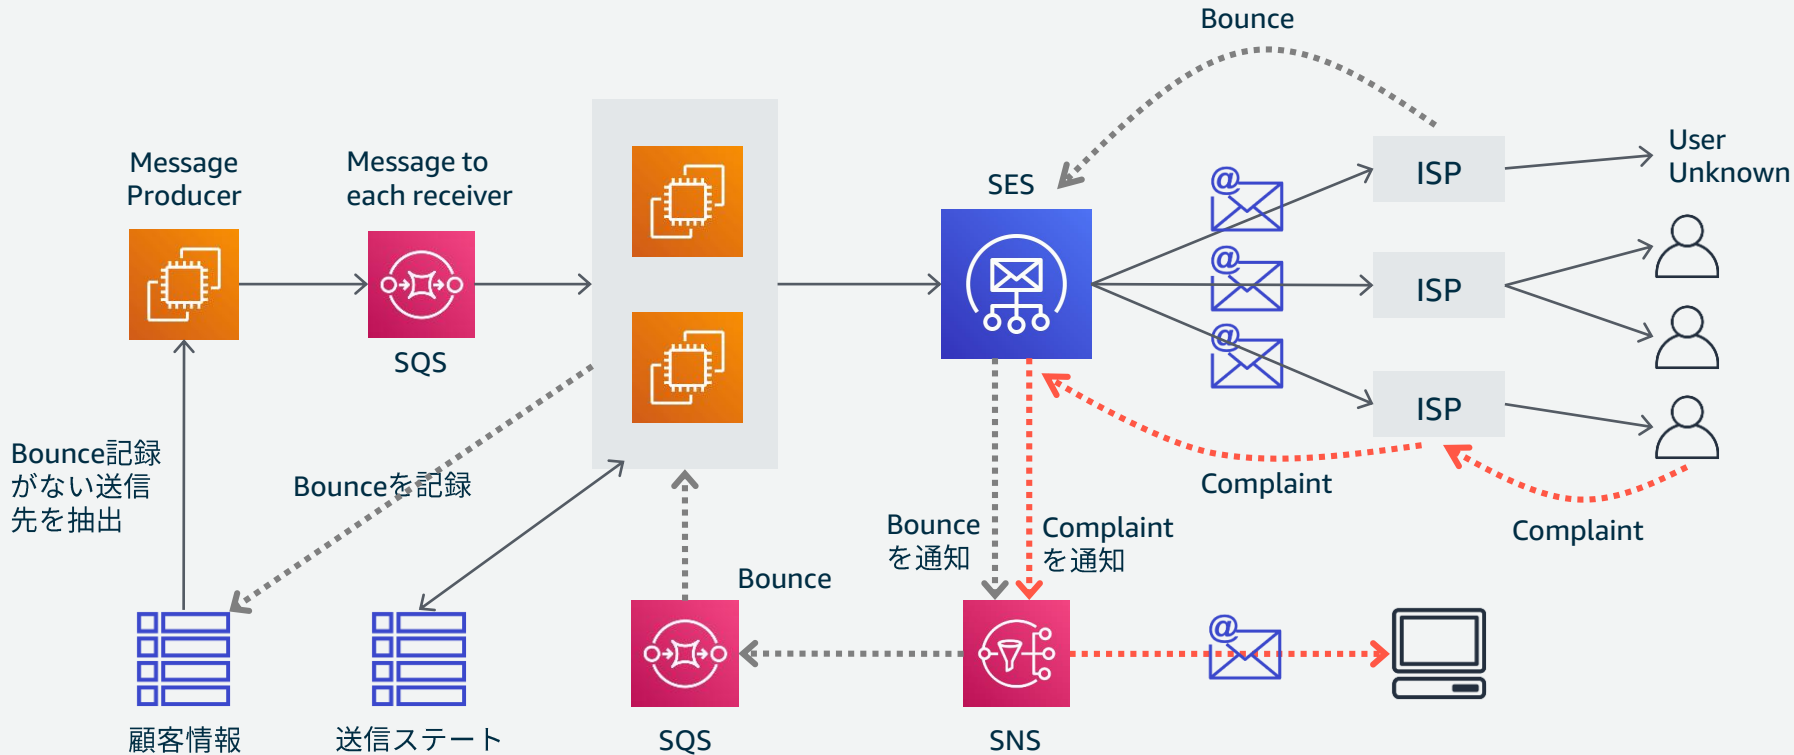 Bounce
Message
Producer
Message to
each receiver
SES
@
@
@
ISP
ISP
ISP
User
Unknown
SQS
Bounce記録
がない送信
先を抽出
Bounceを記録
Complaint
Complaint
Bounce
を通知
Complaint
を通知
Bounce
@
顧客情報
送信ステート
SQS
SNS